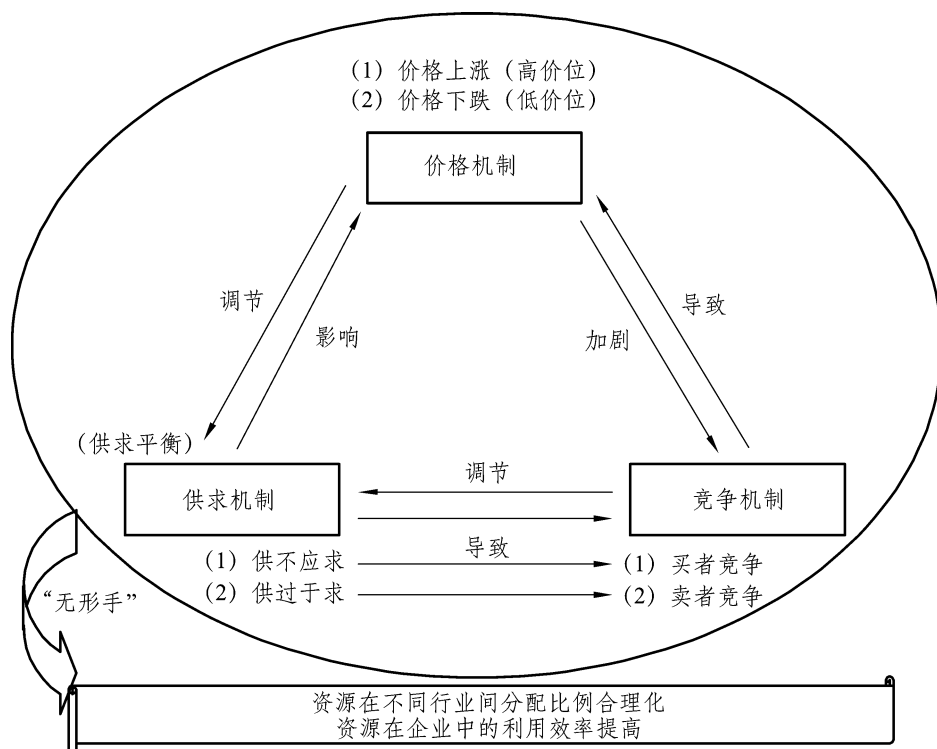 (1) 价格上涨（高价位）
(2) 价格下跌（低价位）
价格机制
调节
影响
加剧
导致
(供求平衡)
供求机制
调节
竞争机制
导致
(1) 供不应求
(1) 买者竞争
(2) 供过于求
(2) 卖者竞争
“无形手”
资源在不同行业间分配比例合理化
资源在企业中的利用效率提高